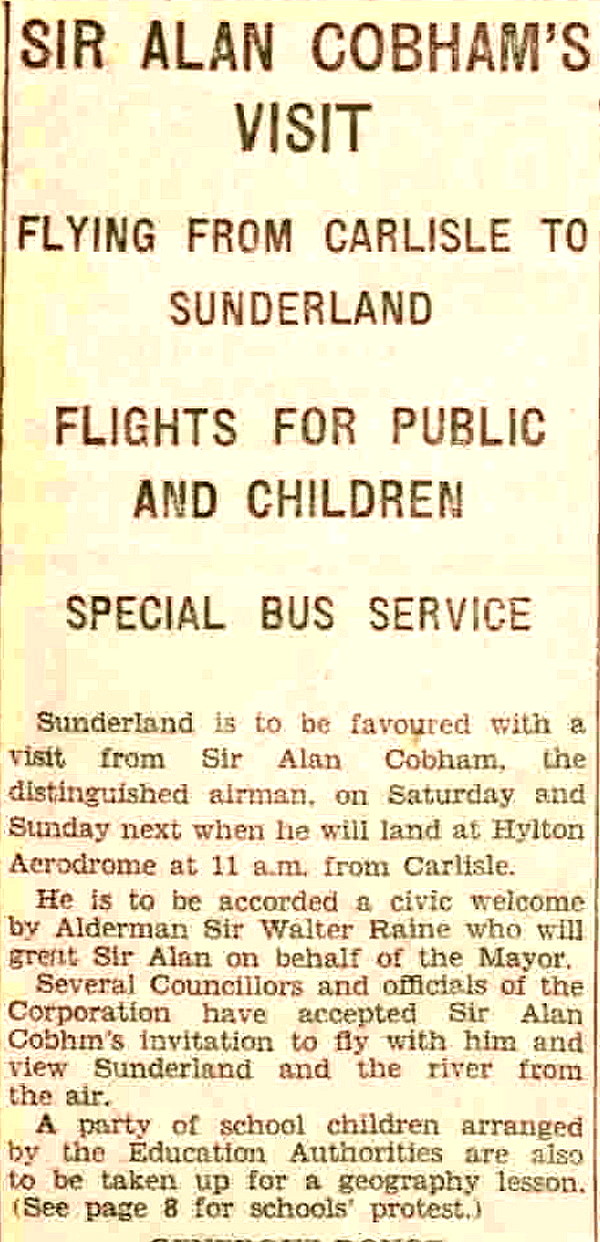 SIR ALAN COBHAM'S
VISIT
FLYING FROM CARLISLE TO
SUNDERLAND
FLIGHTS FOR PUBLIC
AND CHILDREN
SPECIAL BUS SERVICE
Sunderland is to be favoured with a
visit from Sir Alan Cobham, the
distinguished airman, on Saturday and
Sunday next when he will land at Hylton
Aerodrome at 11 a.m. from Carlisle.
He is to be accorded a civic welcome
by Alderman Sir Walter Raine who will
greut Sir Alan on behalf of the Mayor.
Several Councillors and officials of the
Corporation have accepted Sir Alan
Cobhm's invitation to fly with him and
view Sunderland and the river from
the air.
A party of school children arranged
by the Education Authorities are also
to be taken up for a geography lesson.
(See page 8 for schools' protest.)